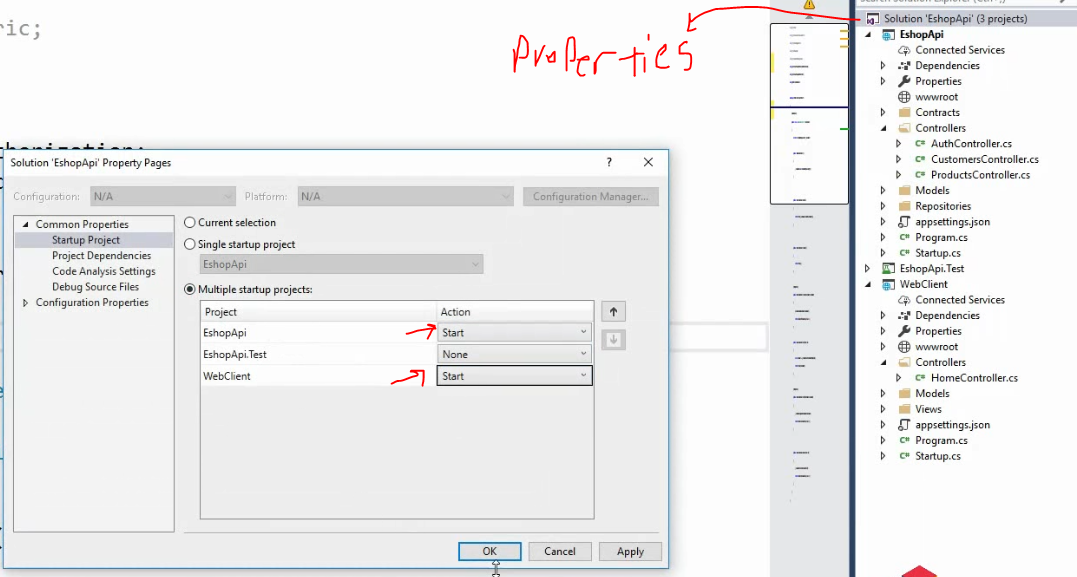 ric;
Properties
Solution 'EshopApi' (3 projects)
EshopApi
Connected Services
Dependencies
Properties
wwwroot
Contracts
Controllers
C# AuthController.cs
C# CustomersController.cs
C# ProductsController.cs
Models
Repositories
appsettings.json
C# Program.cs
C# Startup.cs
EshopApi.Test
WebClient
Connected Services
Dependencies
Properties
wwwroot
Controllers
C# HomeController.cs
Models
Views
appsettings.json
C# Program.cs
C# Startup.cs
Solution 'EshopApi' Property Pages ?
Configuration: N/A Platform: N/A Configuration Manager...
Common Properties
Startup Project
Project Dependencies
Code Analysis Settings
Debug Source Files
Configuration Properties
Current selection
Single startup project
EshopApi
Multiple startup projects:
Project Action
EshopApi Start
EshopApi.Test None
WebClient Start
OK Cancel Apply